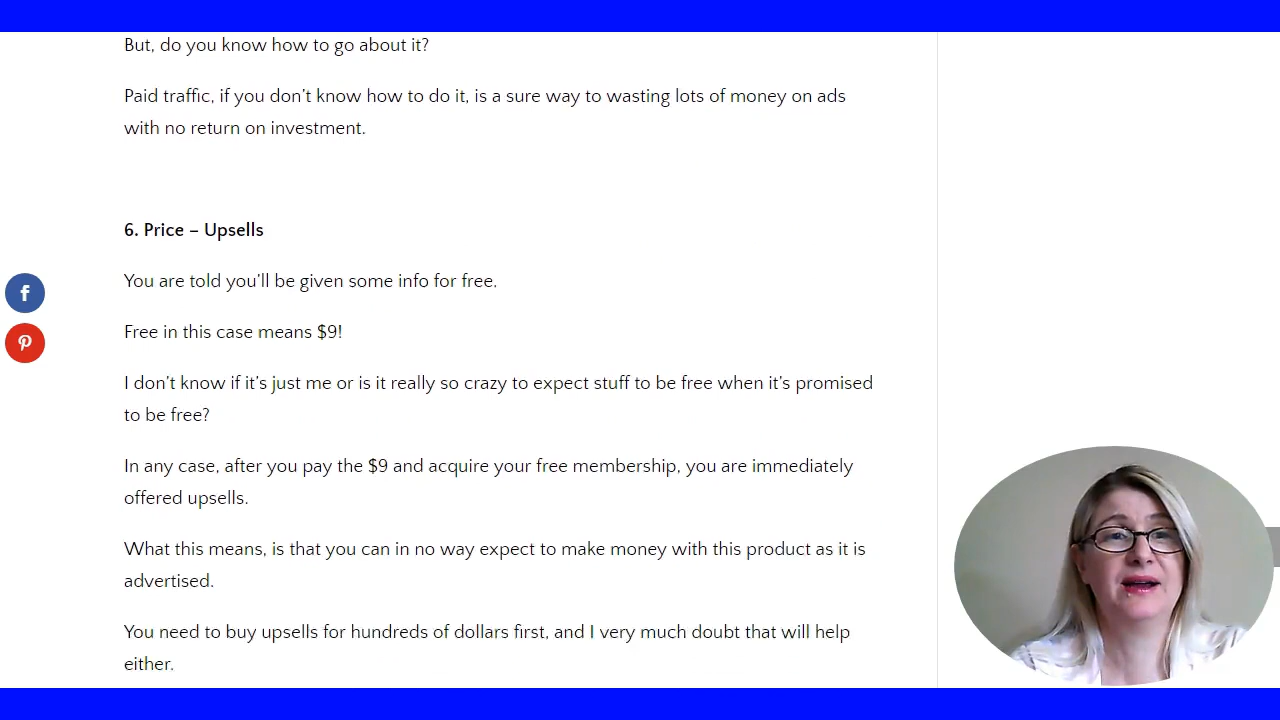 But, do you know how to go about it?
Paid traffic, if you don’t know how to do it, is a sure way to wasting lots of money on ads
with no return on investment.
6. Price – Upsells
You are told you’ll be given some info for free.
Free in this case means $9!
I don’t know if it’s just me or is it really so crazy to expect stuff to be free when it’s promised
to be free?
In any case, after you pay the $9 and acquire your free membership, you are immediately
offered upsells.
What this means, is that you can in no way expect to make money with this product as it is
advertised.
You need to buy upsells for hundreds of dollars first, and I very much doubt that will help
either.